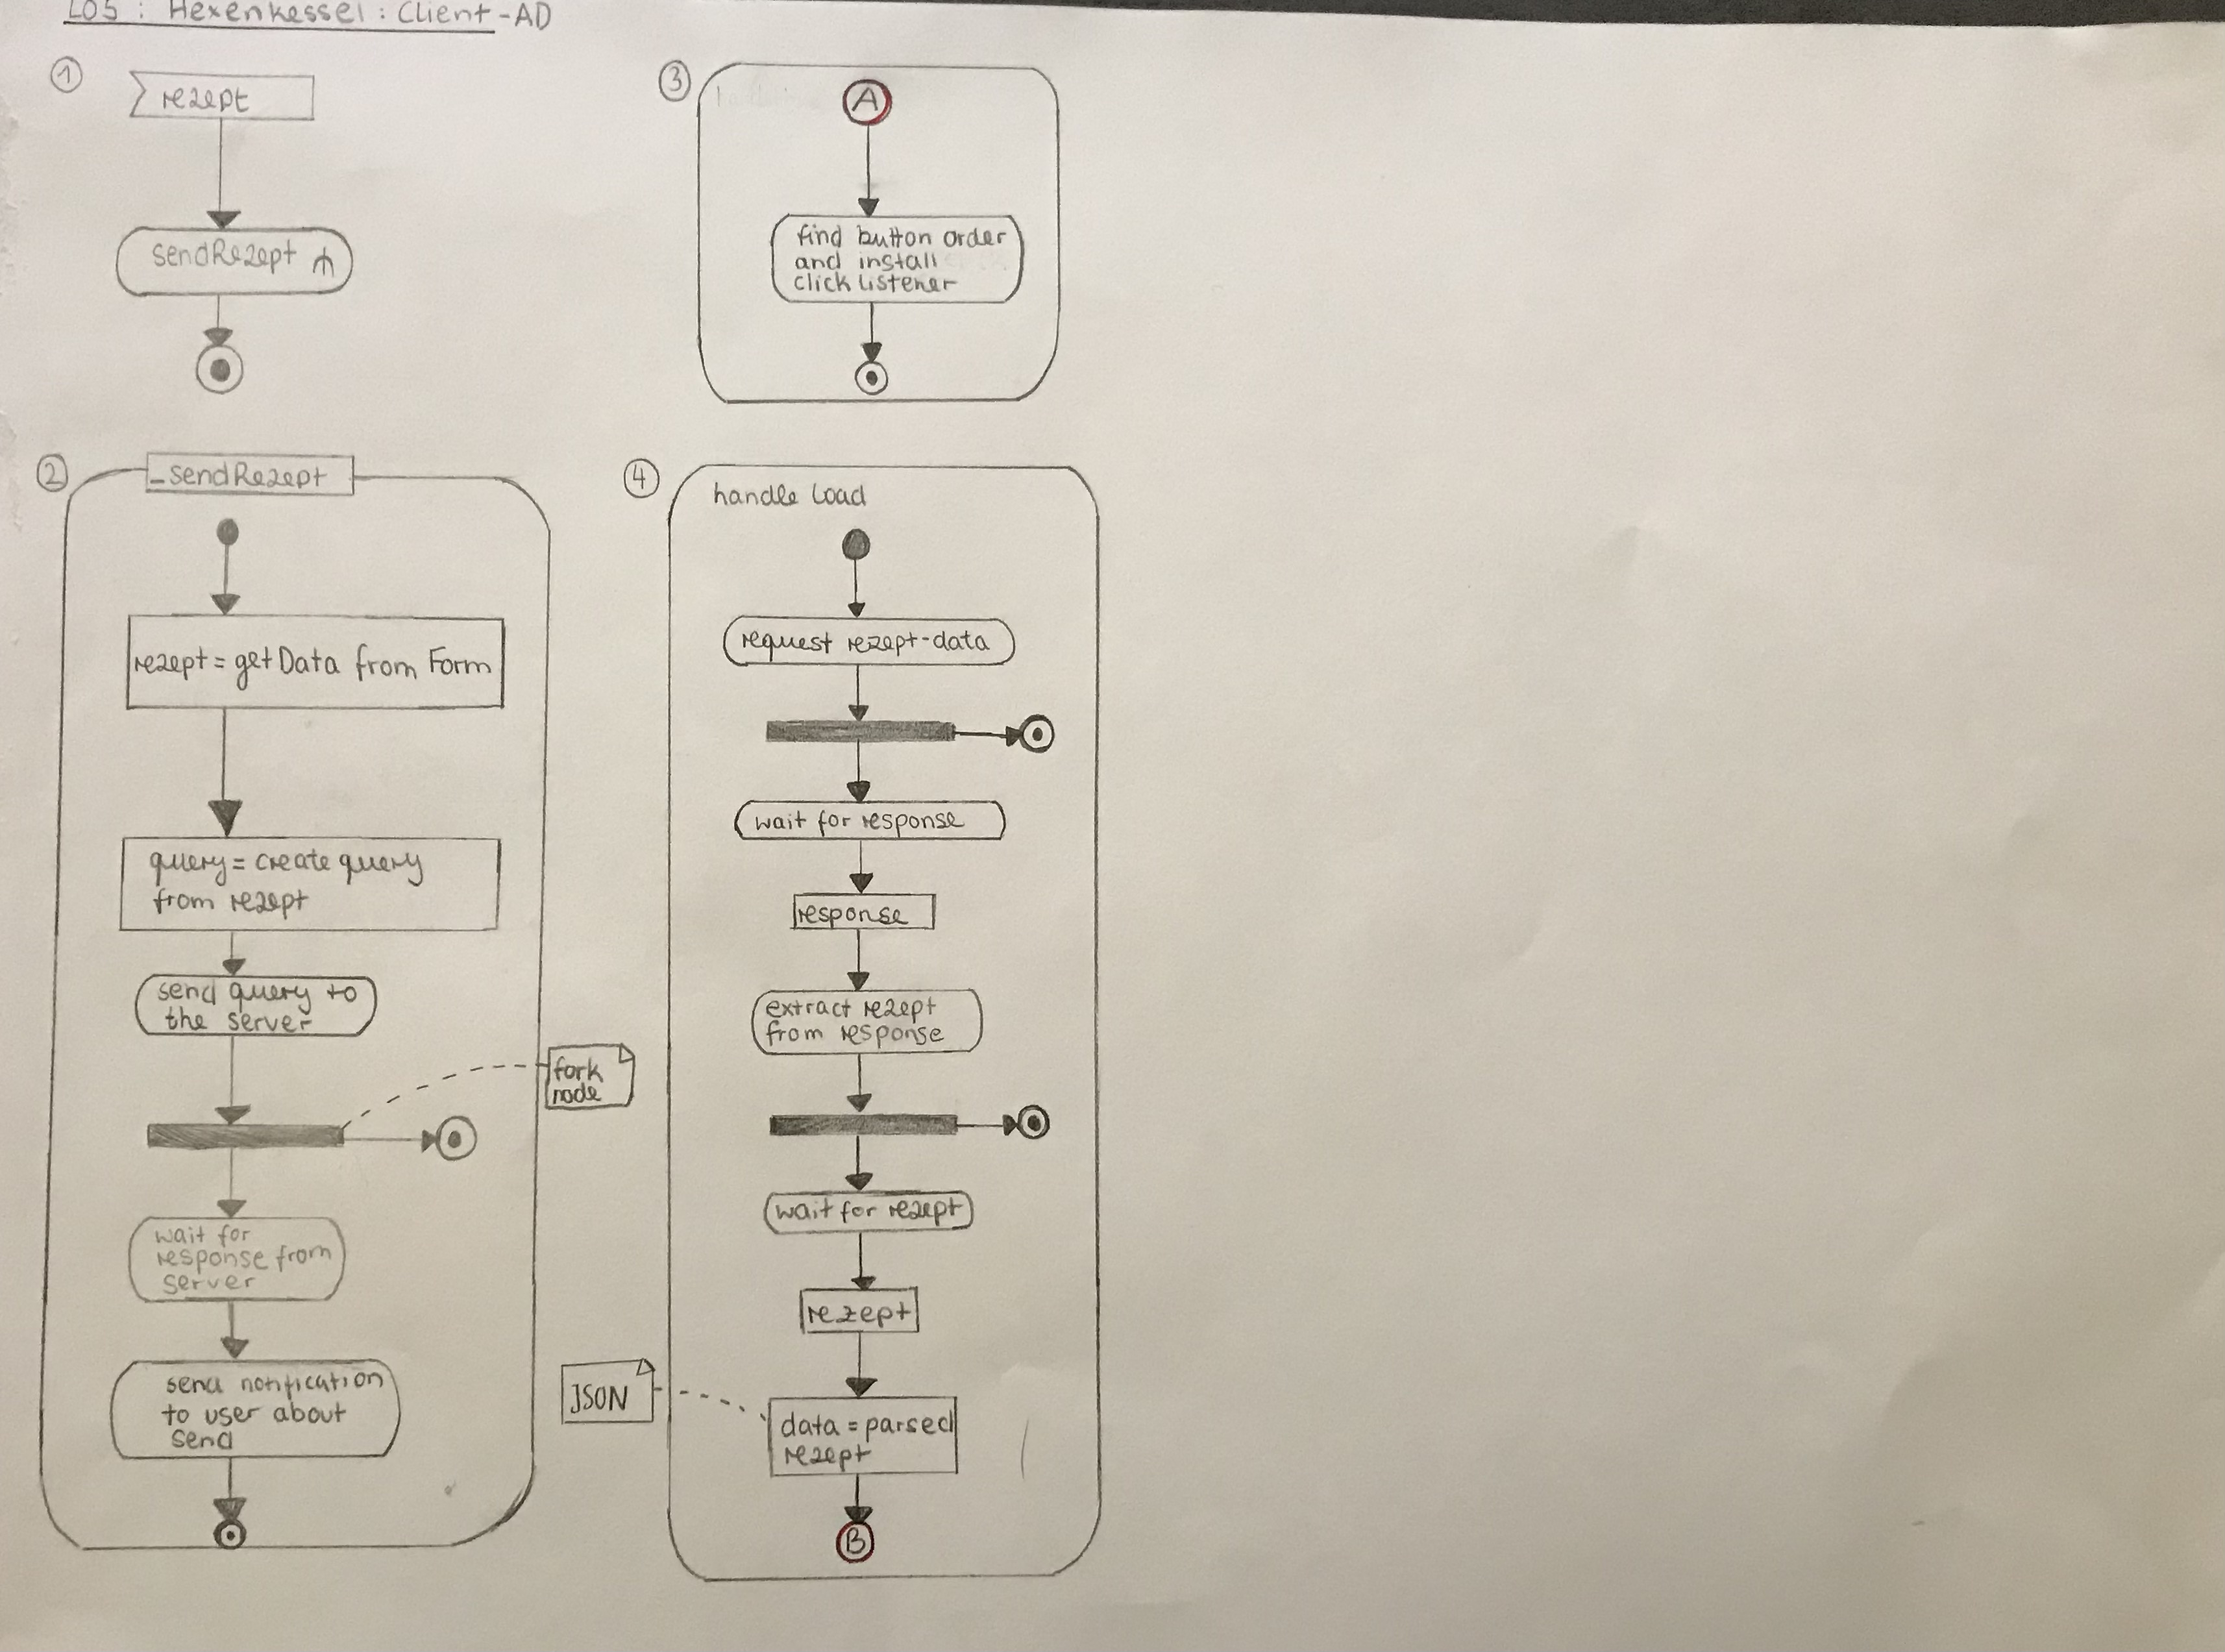 L05 : Hexenkessel : Client-AD
1
rezept
sendRezept
2
_sendRezept
rezept = get Data from Form
query = create query
from rezept
send query to
the server
fork
node
wait for
response from
server
send notification
to user about
send
3
A
find button order
and install
click listener
4
handle load
request rezept-data
wait for response
response
extract rezept
from response
wait for rezept
rezept
JSON
data = parsed
rezept
B